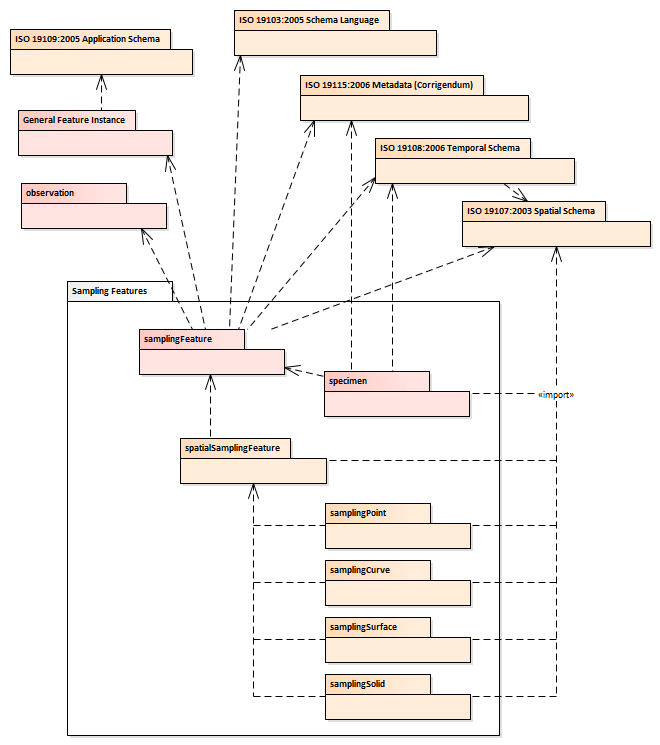 ISO 19103:2005 Schema Language
ISO 19109:2005 Application Schema
ISO 19115:2006 Metadata (Corrigendum)
General Feature Instance
ISO 19108:2006 Temporal Schema
observation
ISO 19107:2003 Spatial Schema
Sampling Features
samplingFeature
specimen
«import»
spatialSamplingFeature
samplingPoint
samplingCurve
samplingSurface
samplingSolid